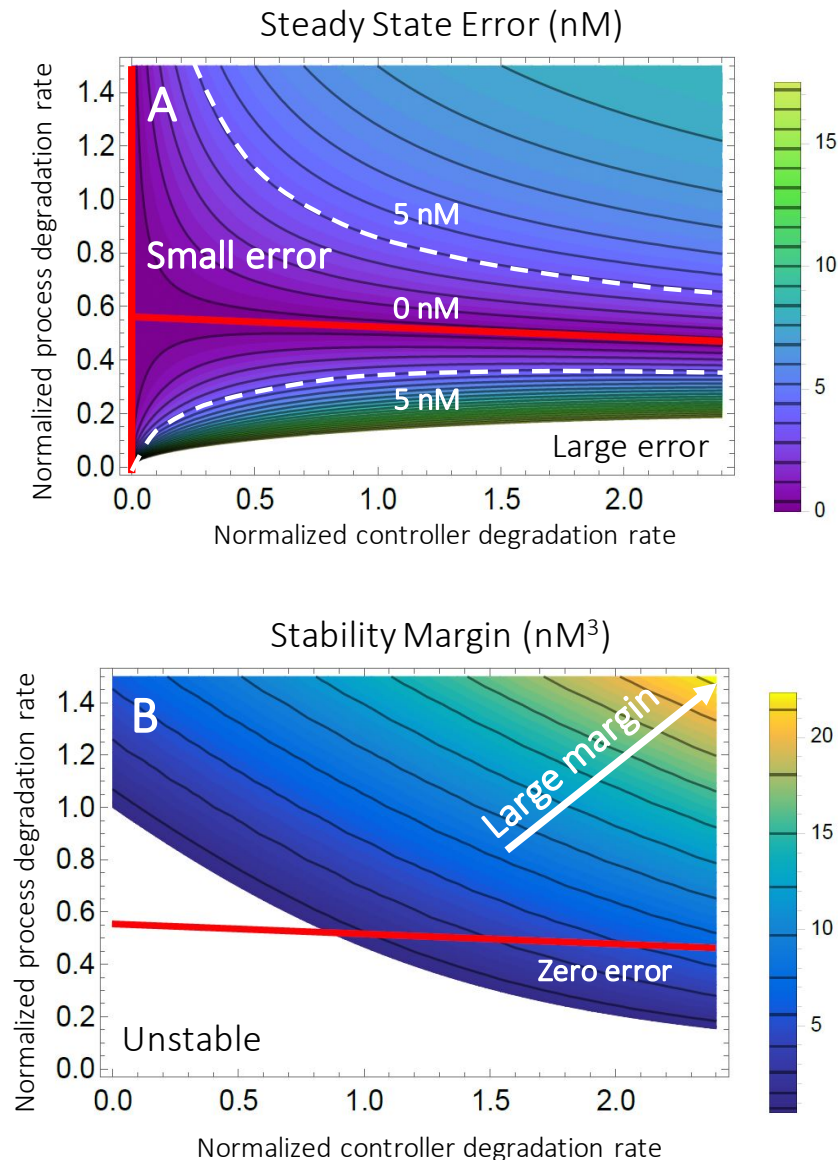 Steady State Error (nM)
Normalized process degradation rate
1.4
1.2
1.0
0.8
0.6
0.4
0.2
0.0
A
5 nM
Small error
0 nM
5 nM
Large error
0.0 0.5 1.0 1.5 2.0
Normalized controller degradation rate
15
10
5
0
Stability Margin (nM³)
Normalized process degradation rate
1.4
1.2
1.0
0.8
0.6
0.4
0.2
0.0
B
Large margin
Zero error
Unstable
0.0 0.5 1.0 1.5 2.0
Normalized controller degradation rate
20
15
10
5